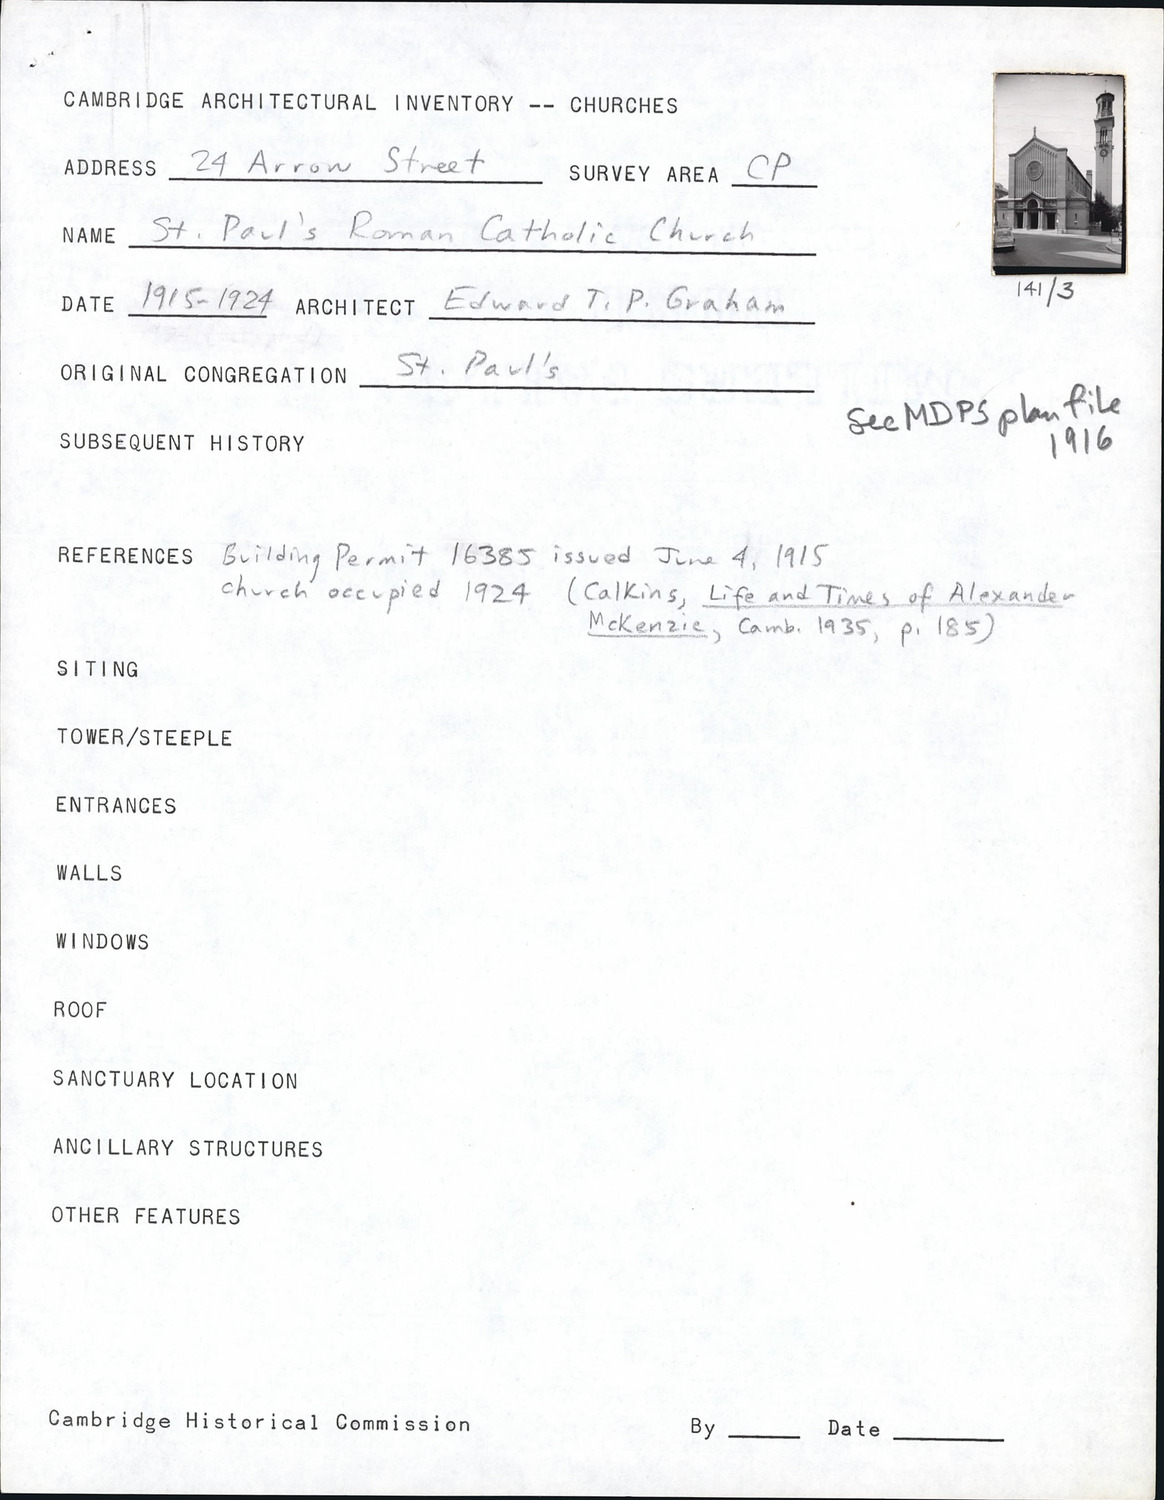 CAMBRIDGE ARCHITECTURAL INVENTORY -- CHURCHES
ADDRESS 24 Arrow Street SURVEY AREA CP
NAME St. Paul's Roman Catholic Church
DATE 1915-1924 ARCHITECT Edward T. P. Graham
141/3
ORIGINAL CONGREGATION St. Paul's
See MDPS plan file
1916
SUBSEQUENT HISTORY
REFERENCES Building Permit 16385 issued June 4, 1915
church occupied 1924 (Calkins, Life and Times of Alexander
McKenzie, Camb. 1935, p. 185)
SITING
TOWER/STEEPLE
ENTRANCES
WALLS
WINDOWS
ROOF
SANCTUARY LOCATION
ANCILLARY STRUCTURES
OTHER FEATURES
Cambridge Historical Commission By Date